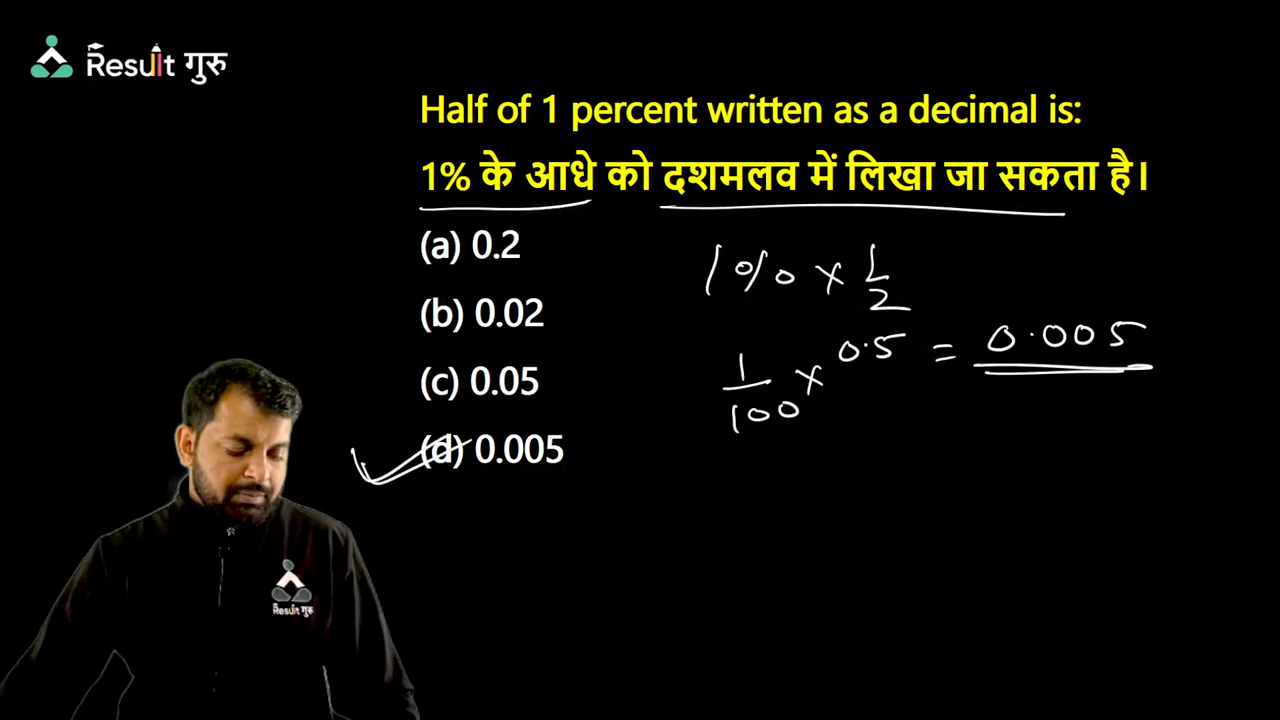 Result गुरु
Half of 1 percent written as a decimal is:
1% के आधे को दशमलव में लिखा जा सकता है।
(a) 0.2
(b) 0.02
(c) 0.05
(d) 0.005
1% × 1/2
1/100 × 0.5 = 0.005
Result गुरु